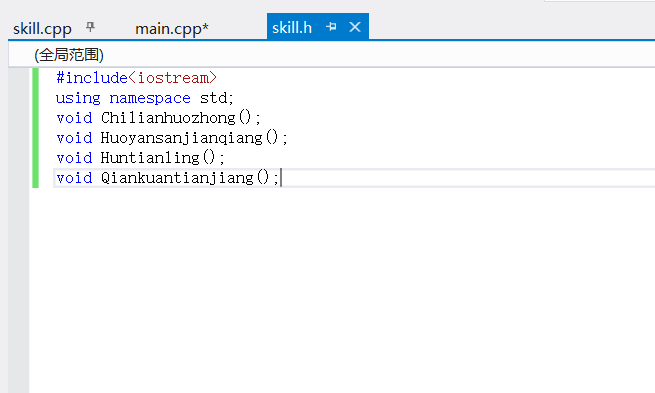 skill.cpp main.cpp* skill.h
(全局范围)
#include<iostream>
using namespace std;
void Chilianhuozhong();
void Huoyansanjianqiang();
void Huntianling();
void Qiankuantianjiang();